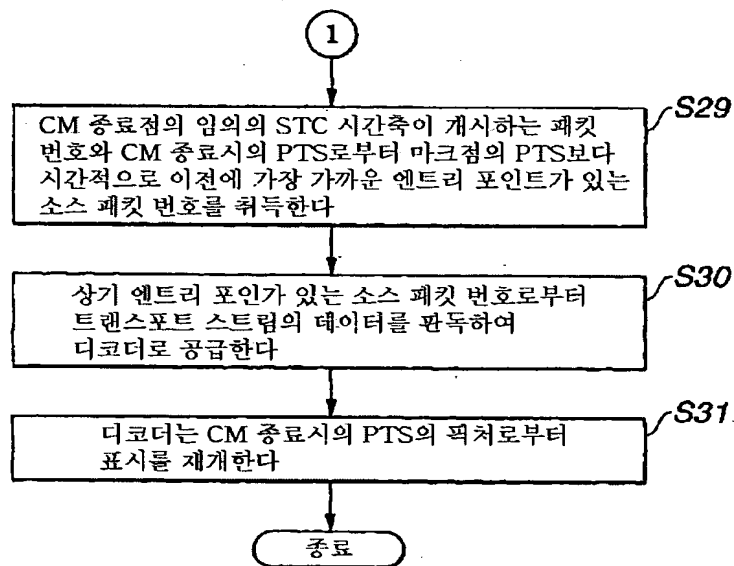 1
S29
CM 종료점의 임의의 STC 시간축이 개시하는 패킷
번호와 CM 종료시의 PTS로부터 마크점의 PTS보다
시간적으로 이전에 가장 가까운 엔트리 포인트가 있는
소스 패킷 번호를 취득한다
S30
상기 엔트리 포인가 있는 소스 패킷 번호로부터
트랜스포트 스트림의 데이터를 판독하여
디코더로 공급한다
S31
디코더는 CM 종료시의 PTS의 픽처로부터
표시를 재개한다
종료